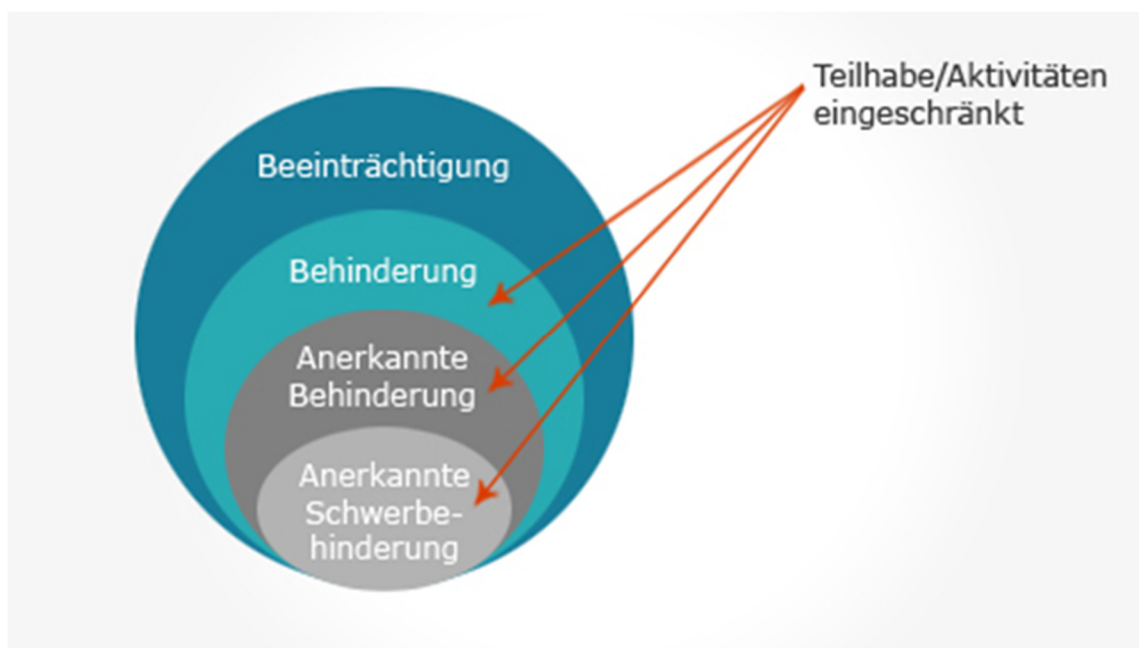 Teilhabe/Aktivitäten
eingeschränkt
Beeinträchtigung
Behinderung
Anerkannte
Behinderung
Anerkannte
Schwerbe-
hinderung